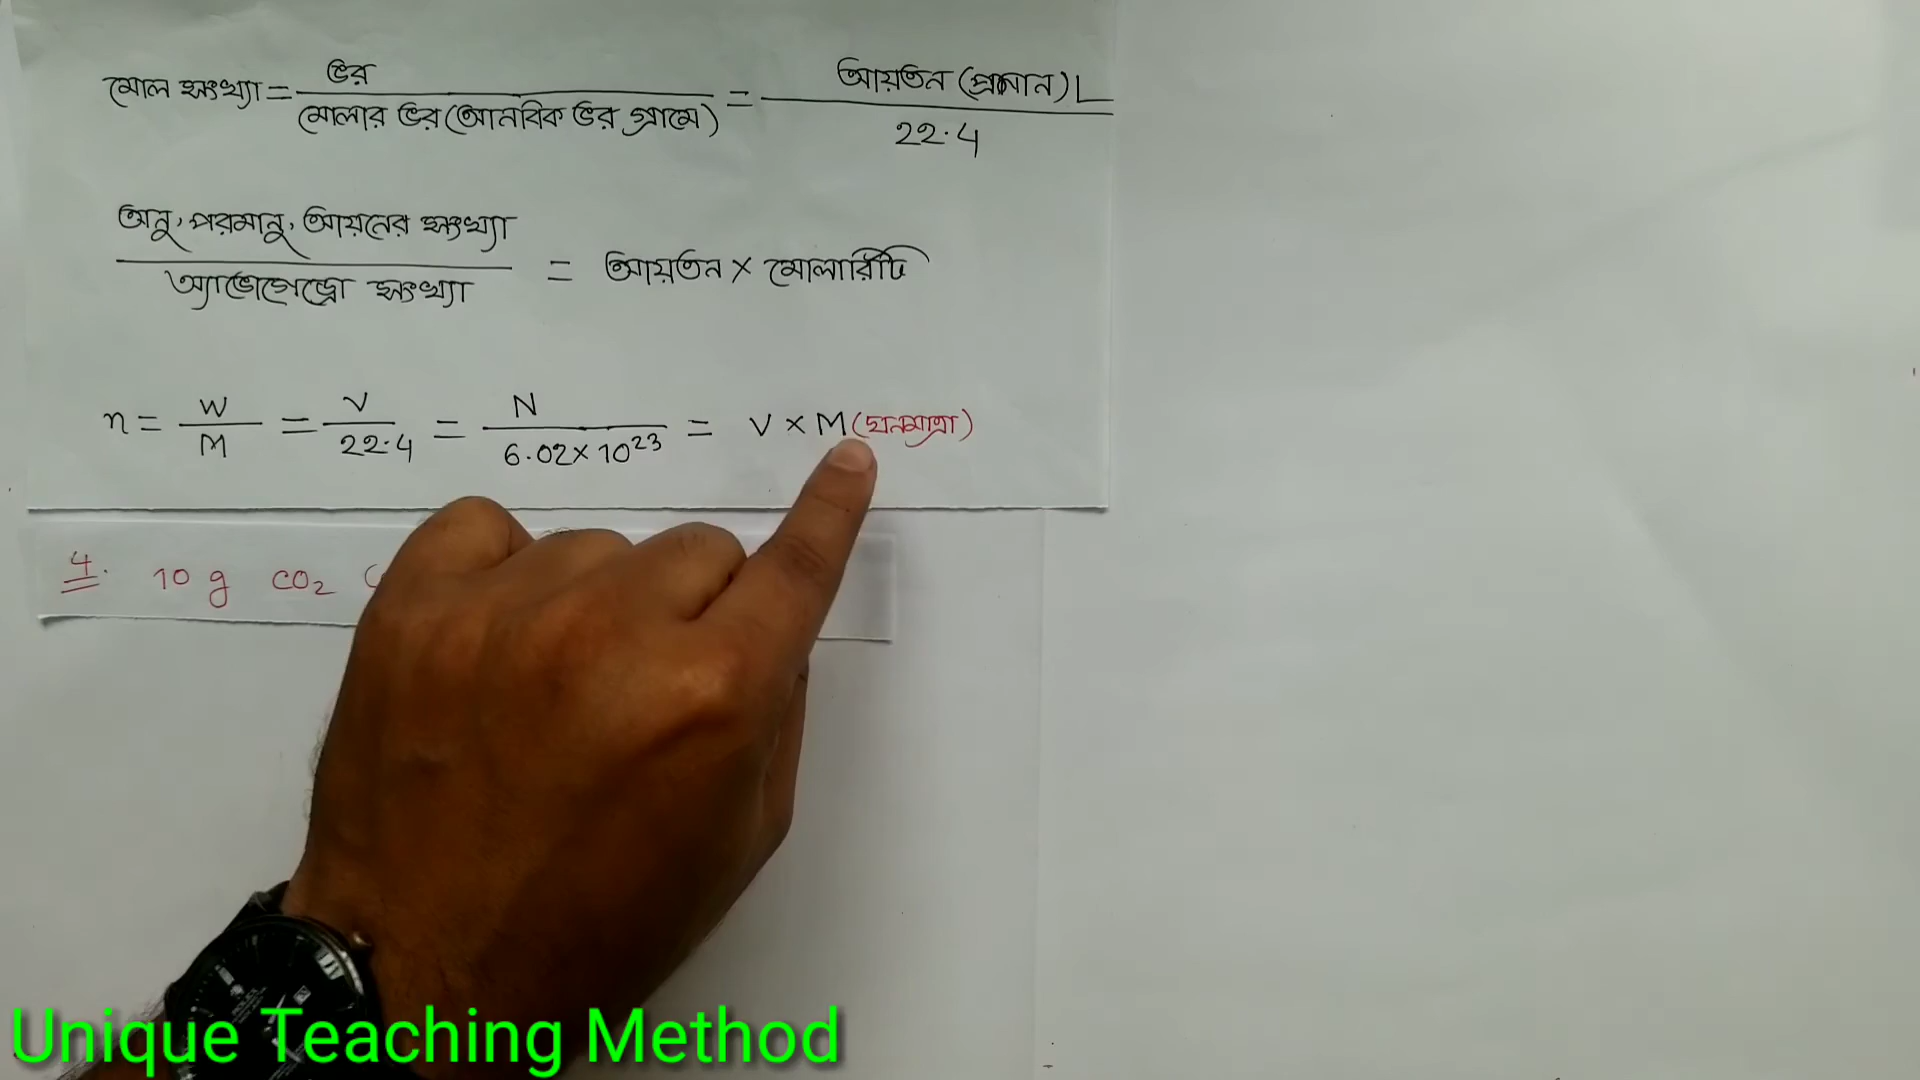 মোল সংখ্যা = ভর / মোলার ভর (আনবিক ভর গ্রামে) = আয়তন (প্রমান) L / 22.4
অনু, পরমানু, আয়নের সংখ্যা / অ্যাভোগেড্রো সংখ্যা = আয়তন × মোলারিটি
n = W / M = V / 22.4 = N / 6.02 × 10²³ = V × M (ঘনমাত্রা)
4. 10 g CO₂
Unique Teaching Method